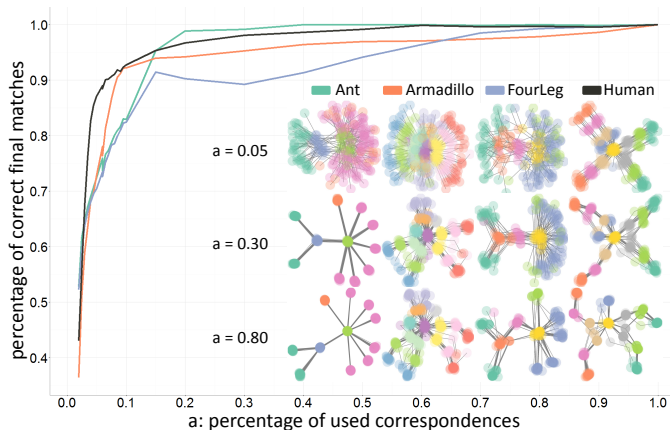 percentage of correct final matches
1.0
0.9
0.8
0.7
0.6
0.5
0.4
Ant Armadillo FourLeg Human
a = 0.05
a = 0.30
a = 0.80
0.0 0.1 0.2 0.3 0.4 0.5 0.6 0.7 0.8 0.9 1.0
a: percentage of used correspondences